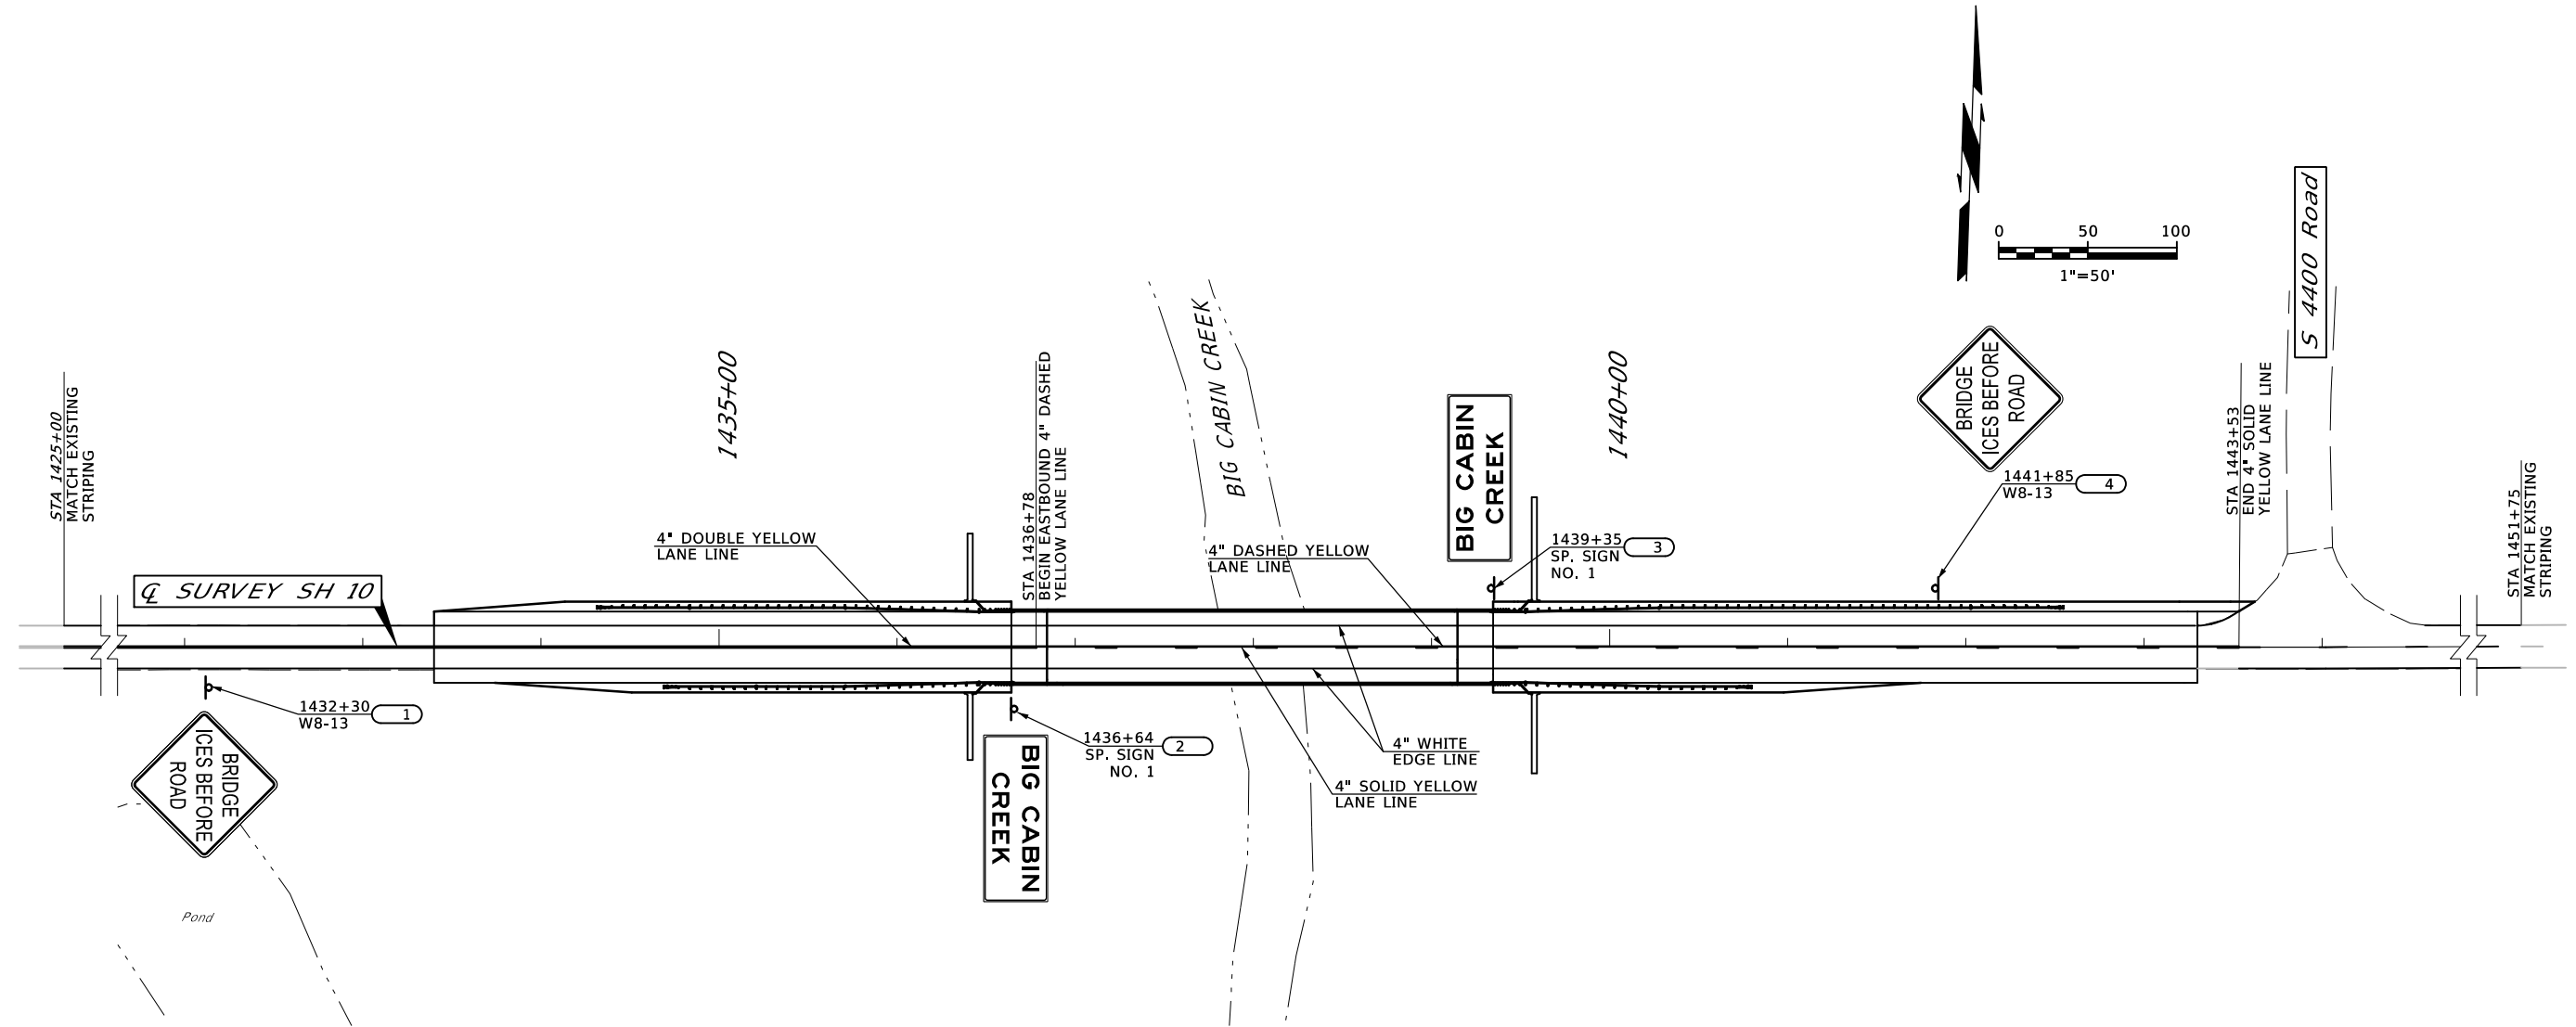 0 50 100
1"=50'
S 4400 Road
BIG CABIN CREEK
1435+00
1440+00
STA 1425+00
MATCH EXISTING
STRIPING
STA 1436+78
BEGIN EASTBOUND 4" DASHED
YELLOW LANE LINE
BIG CABIN
CREEK
BRIDGE
ICES BEFORE
ROAD
STA 1443+53
END 4" SOLID
YELLOW LANE LINE
STA 1451+75
MATCH EXISTING
STRIPING
1441+85 4
W8-13
4" DOUBLE YELLOW
LANE LINE
4" DASHED YELLOW
LANE LINE
1439+35 3
SP. SIGN
NO. 1
℄ SURVEY SH 10
1432+30 1
W8-13
BRIDGE
ICES BEFORE
ROAD
1436+64 2
SP. SIGN
NO. 1
BIG CABIN
CREEK
4" WHITE
EDGE LINE
4" SOLID YELLOW
LANE LINE
Pond